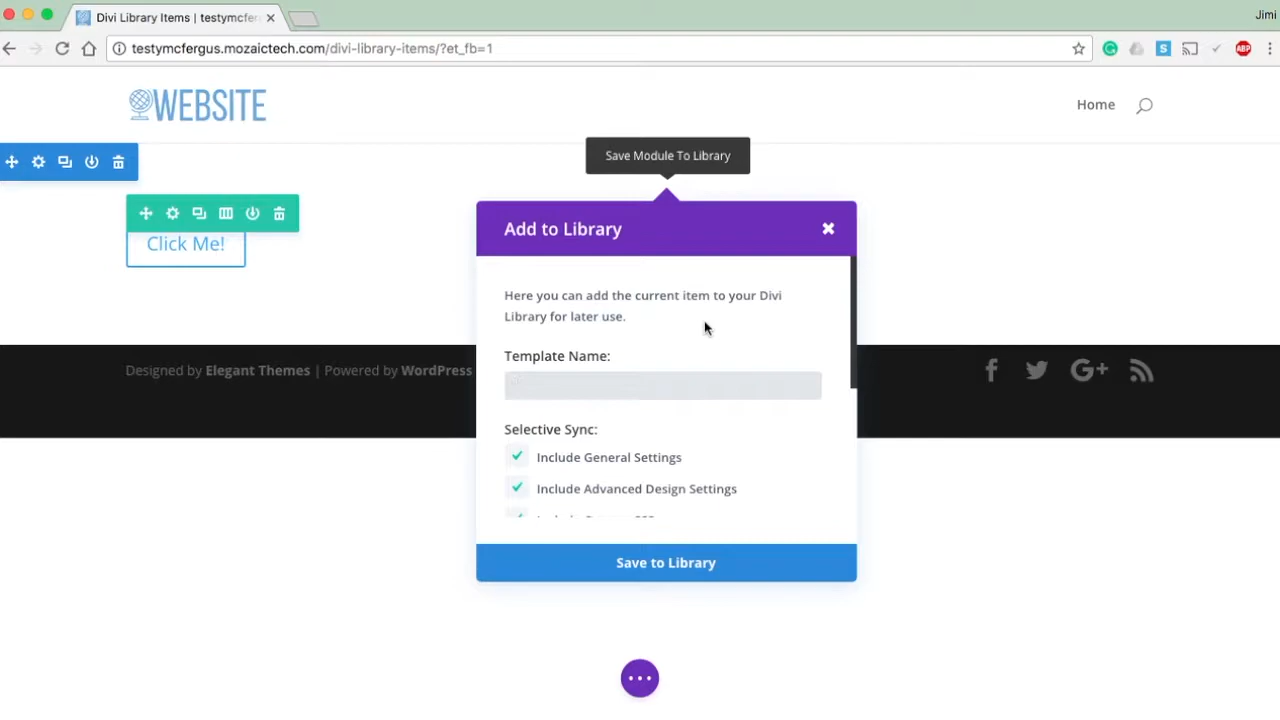 Divi Library Items | testymcfer
Jimi
testymcfergus.mozaictech.com/divi-library-items/?et_fb=1
S
ABP
WEBSITE
Home
Save Module To Library
Add to Library
Click Me!
Here you can add the current item to your Divi
Library for later use.
Template Name:
Designed by Elegant Themes | Powered by WordPress
Selective Sync:
Include General Settings
Include Advanced Design Settings
Save to Library